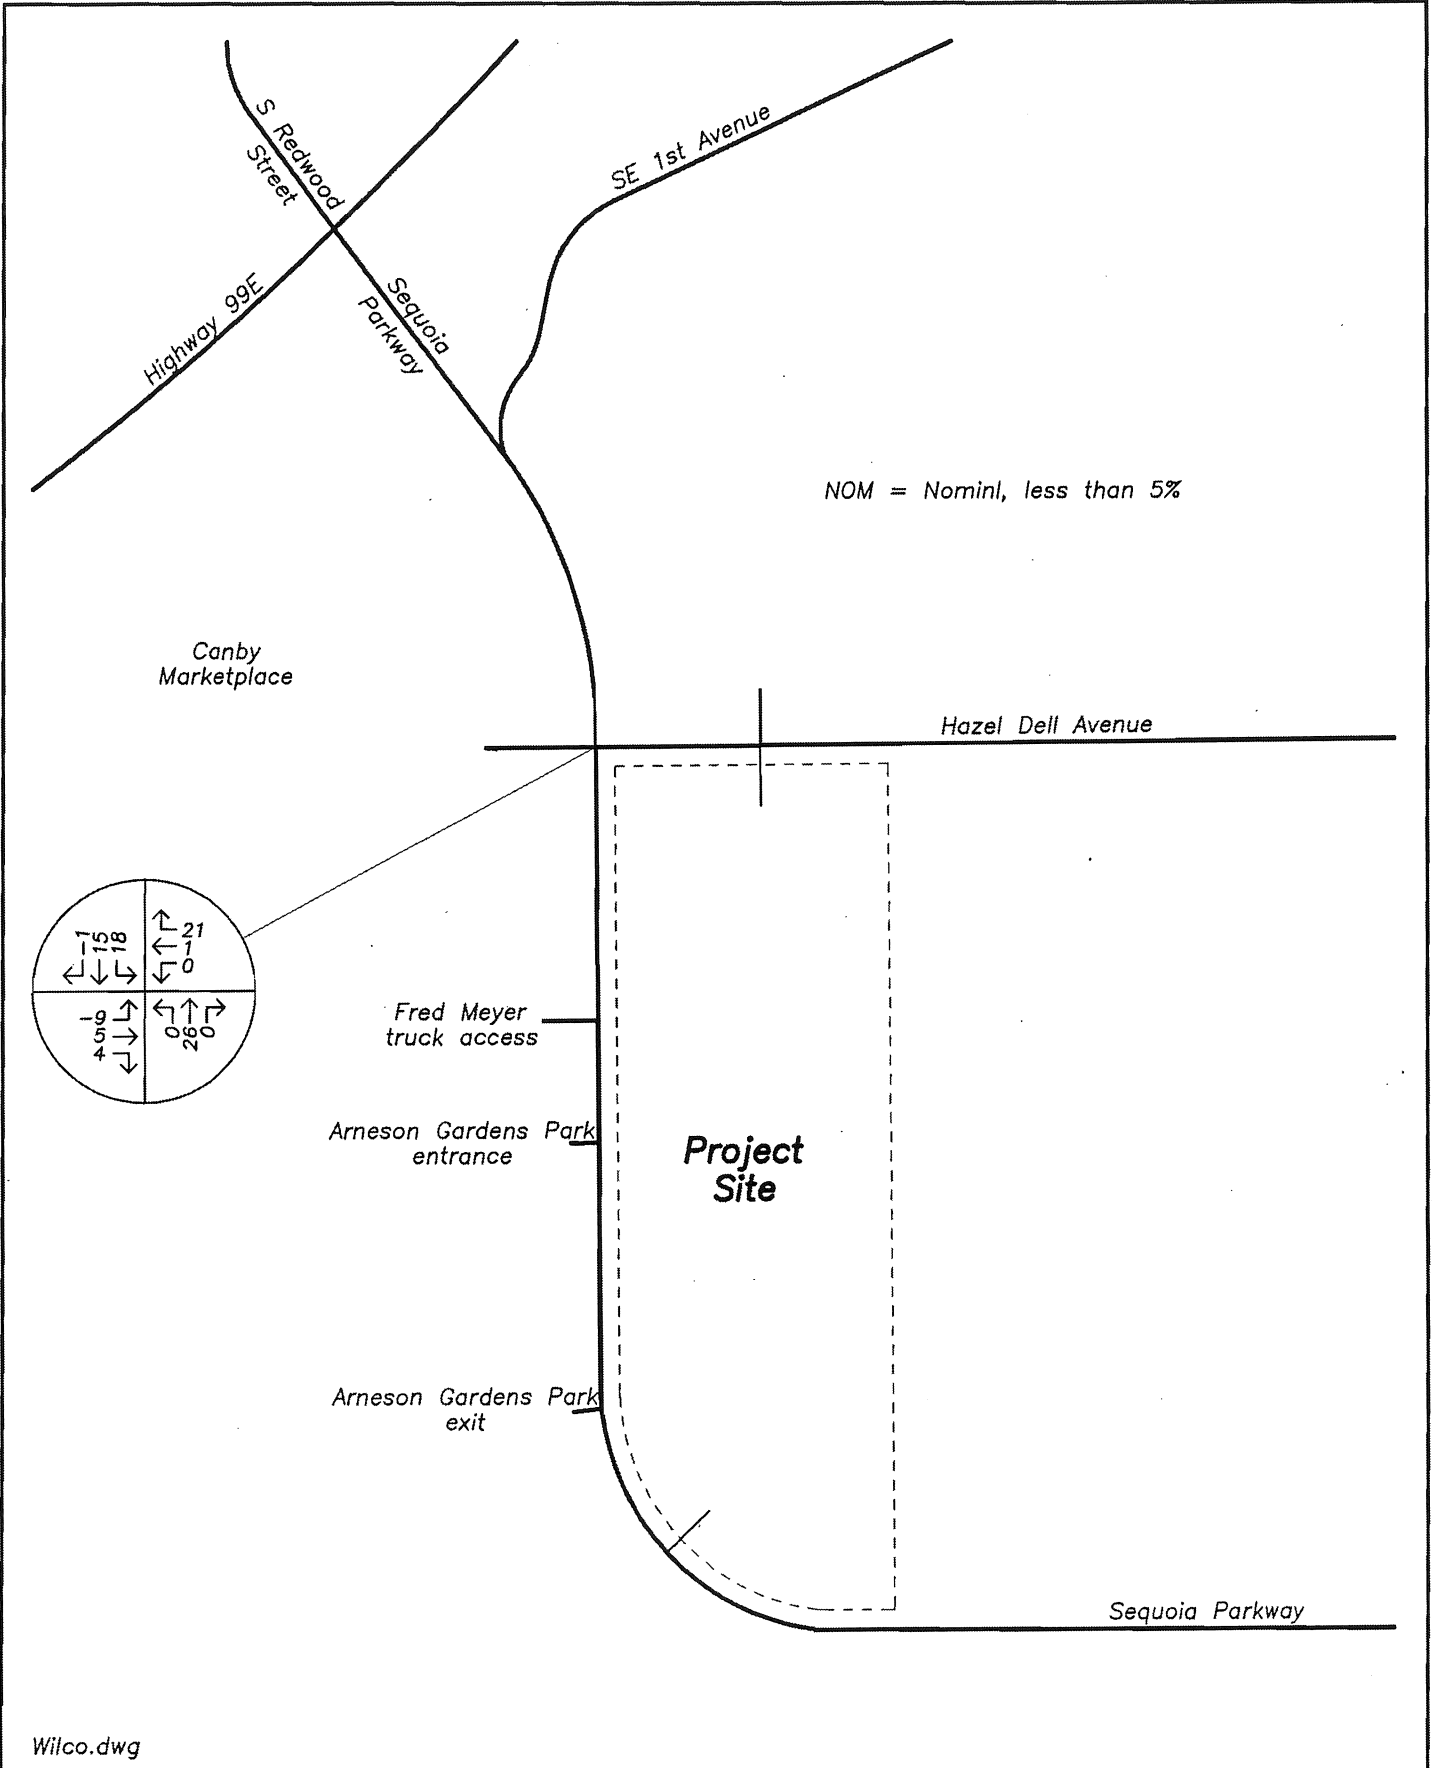 S Redwood
Street
SE 1st Avenue
Highway 99E
Sequoia
Parkway
NOM = Nominl, less than 5%
Canby
Marketplace
Hazel Dell Avenue
-1
15
18
21
1
0
-9
5
4
0
26
0
Fred Meyer
truck access
Arneson Gardens Park
entrance
Project
Site
Arneson Gardens Park
exit
Sequoia Parkway
Wilco.dwg